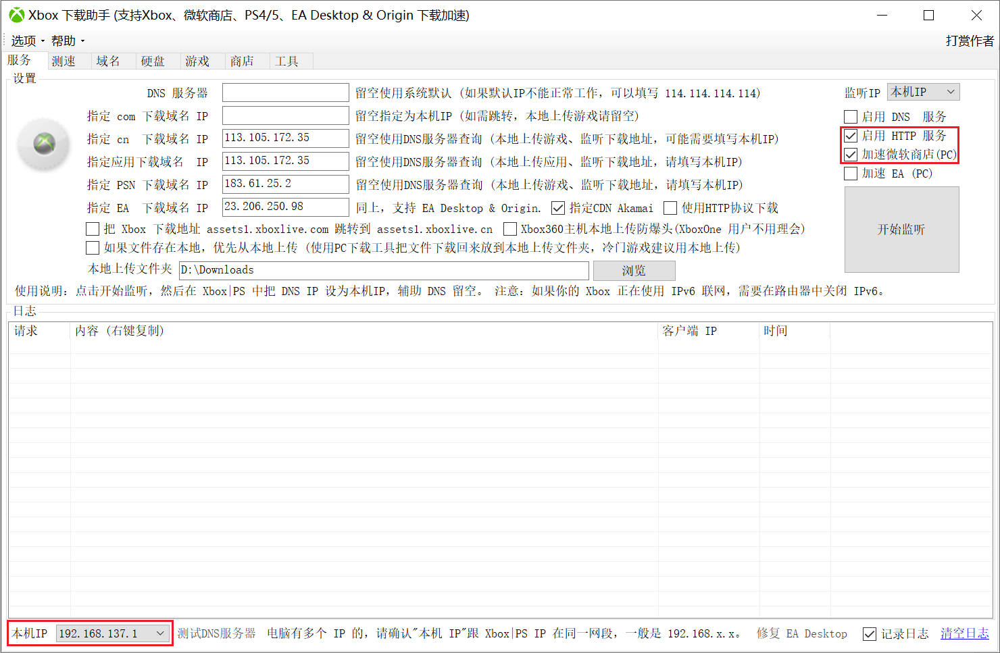 Xbox 下载助手 (支持Xbox、微软商店、PS4/5、EA Desktop & Origin 下载加速)
选项 帮助 打赏作者
服务 测速 域名 硬盘 游戏 商店 工具
设置
DNS 服务器 留空使用系统默认 (如果默认IP不能正常工作，可以填写 114.114.114.114) 监听IP 本机IP
指定 com 下载域名 IP 留空指定为本机IP (如需跳转，本地上传游戏请留空) 启用 DNS 服务
指定 cn 下载域名 IP 113.105.172.35 留空使用DNS服务器查询 (本地上传游戏、监听下载地址，可能需要填写本机IP) 启用 HTTP 服务
加速微软商店(PC)
指定应用下载域名 IP 113.105.172.35 留空使用DNS服务器查询 (本地上传应用、监听下载地址，请填写本机IP)
加速 EA (PC)
指定 PSN 下载域名 IP 183.61.25.2 留空使用DNS服务器查询 (本地上传游戏、监听下载地址，请填写本机IP)
指定 EA 下载域名 IP 23.206.250.98 同上，支持 EA Desktop & Origin. 指定CDN Akamai 使用HTTP协议下载
把 Xbox 下载地址 assets1.xboxlive.com 跳转到 assets1.xboxlive.cn Xbox360主机本地上传防爆头(XboxOne 用户不用理会) 开始监听
如果文件存在本地，优先从本地上传 (使用PC下载工具把文件下载回来放到本地上传文件夹，冷门游戏建议用本地上传)
本地上传文件夹 D:\Downloads 浏览
使用说明：点击开始监听，然后在 Xbox|PS 中把 DNS IP 设为本机IP，辅助 DNS 留空。 注意：如果你的 Xbox 正在使用 IPv6 联网，需要在路由器中关闭 IPv6。
日志
请求 内容 (右键复制) 客户端 IP 时间
本机IP 192.168.137.1 测试DNS服务器 电脑有多个 IP 的，请确认"本机 IP"跟 Xbox|PS IP 在同一网段，一般是 192.168.x.x。 修复 EA Desktop 记录日志 清空日志